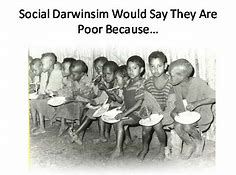 Social Darwinsim Would Say They Are
Poor Because…